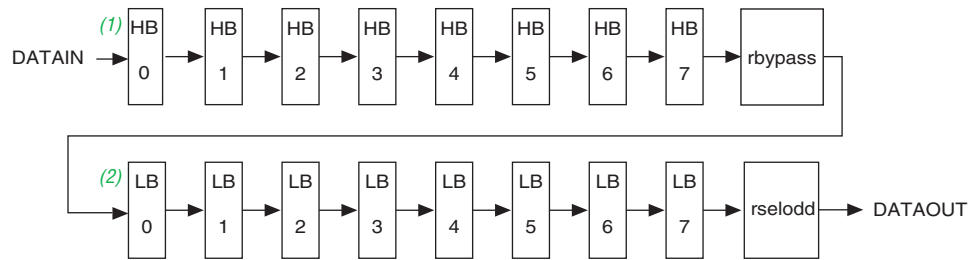 (1)
HB HB HB HB HB HB HB HB
DATAIN rbypass
0 1 2 3 4 5 6 7
(2)
LB LB LB LB LB LB LB LB
rselodd DATAOUT
0 1 2 3 4 5 6 7